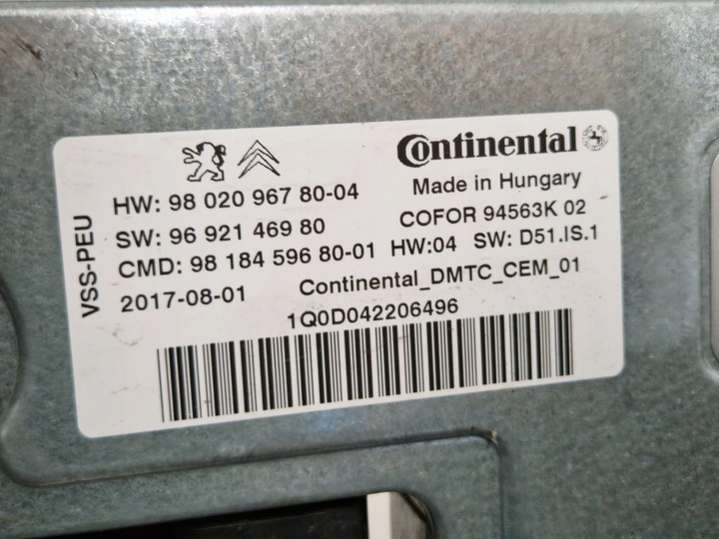 Continental
HW: 98 020 967 80-04
Made in Hungary
SW: 96 921 469 80
COFOR 94563K 02
CMD: 98 184 596 80-01 HW:04 SW: D51.IS.1
2017-08-01 Continental_DMTC_CEM_01
1Q0D042206496
VSS-PEU